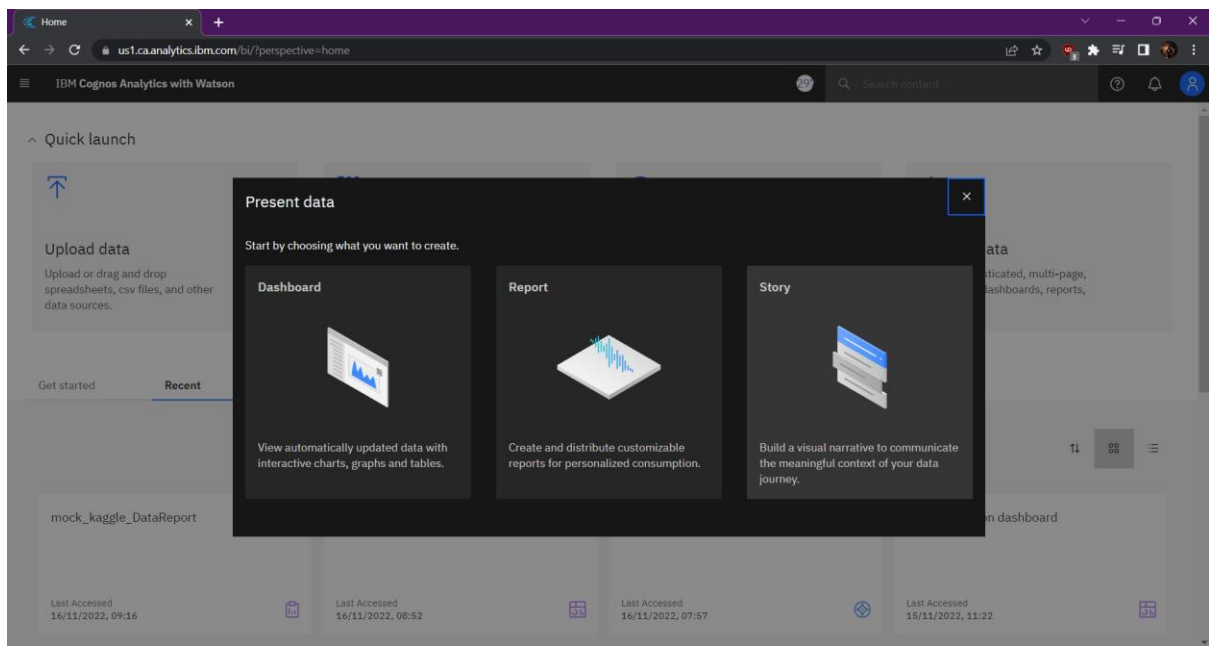 Home
us1.ca.analytics.ibm.com/bi/?perspective=home
3
IBM Cognos Analytics with Watson
29'
Search content
Quick launch
Upload data
Upload or drag and drop
spreadsheets, csv files, and other
data sources.
ata
ticated, multi-page,
dashboards, reports,
Present data
Start by choosing what you want to create.
Dashboard
View automatically updated data with
interactive charts, graphs and tables.
Report
Create and distribute customizable
reports for personalized consumption.
Story
Build a visual narrative to communicate
the meaningful context of your data
journey.
Get started
Recent
mock_kaggle_DataReport
Last Accessed
16/11/2022, 09:16
Last Accessed
16/11/2022, 08:52
Last Accessed
16/11/2022, 07:57
on dashboard
Last Accessed
15/11/2022, 11:22